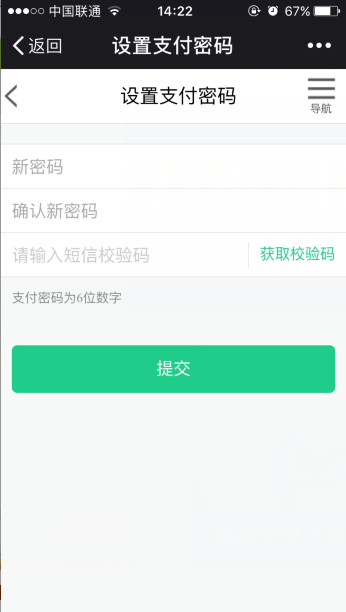 中国联通 14:22 67%
返回 设置支付密码
设置支付密码
导航
新密码
确认新密码
请输入短信校验码 获取校验码
支付密码为6位数字
提交